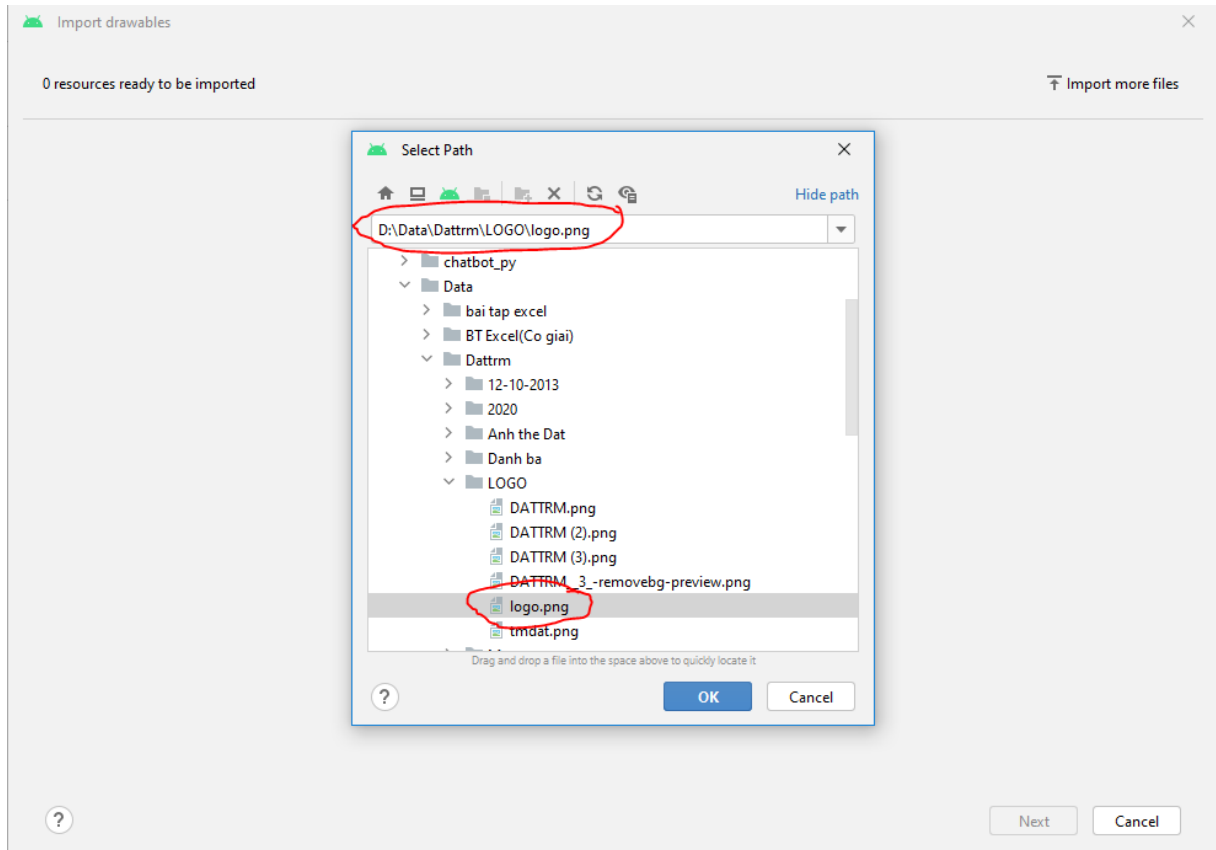 Import drawables
0 resources ready to be imported
Import more files
Select Path
Hide path
D:\Data\Dattrm\LOGO\logo.png
chatbot_py
Data
bai tap excel
BT Excel(Co giai)
Dattrm
12-10-2013
2020
Anh the Dat
Danh ba
LOGO
DATTRM.png
DATTRM (2).png
DATTRM (3).png
DATTRM_3_-removebg-preview.png
logo.png
tmdat.png
Drag and drop a file into the space above to quickly locate it
?
OK
Cancel
?
Next
Cancel